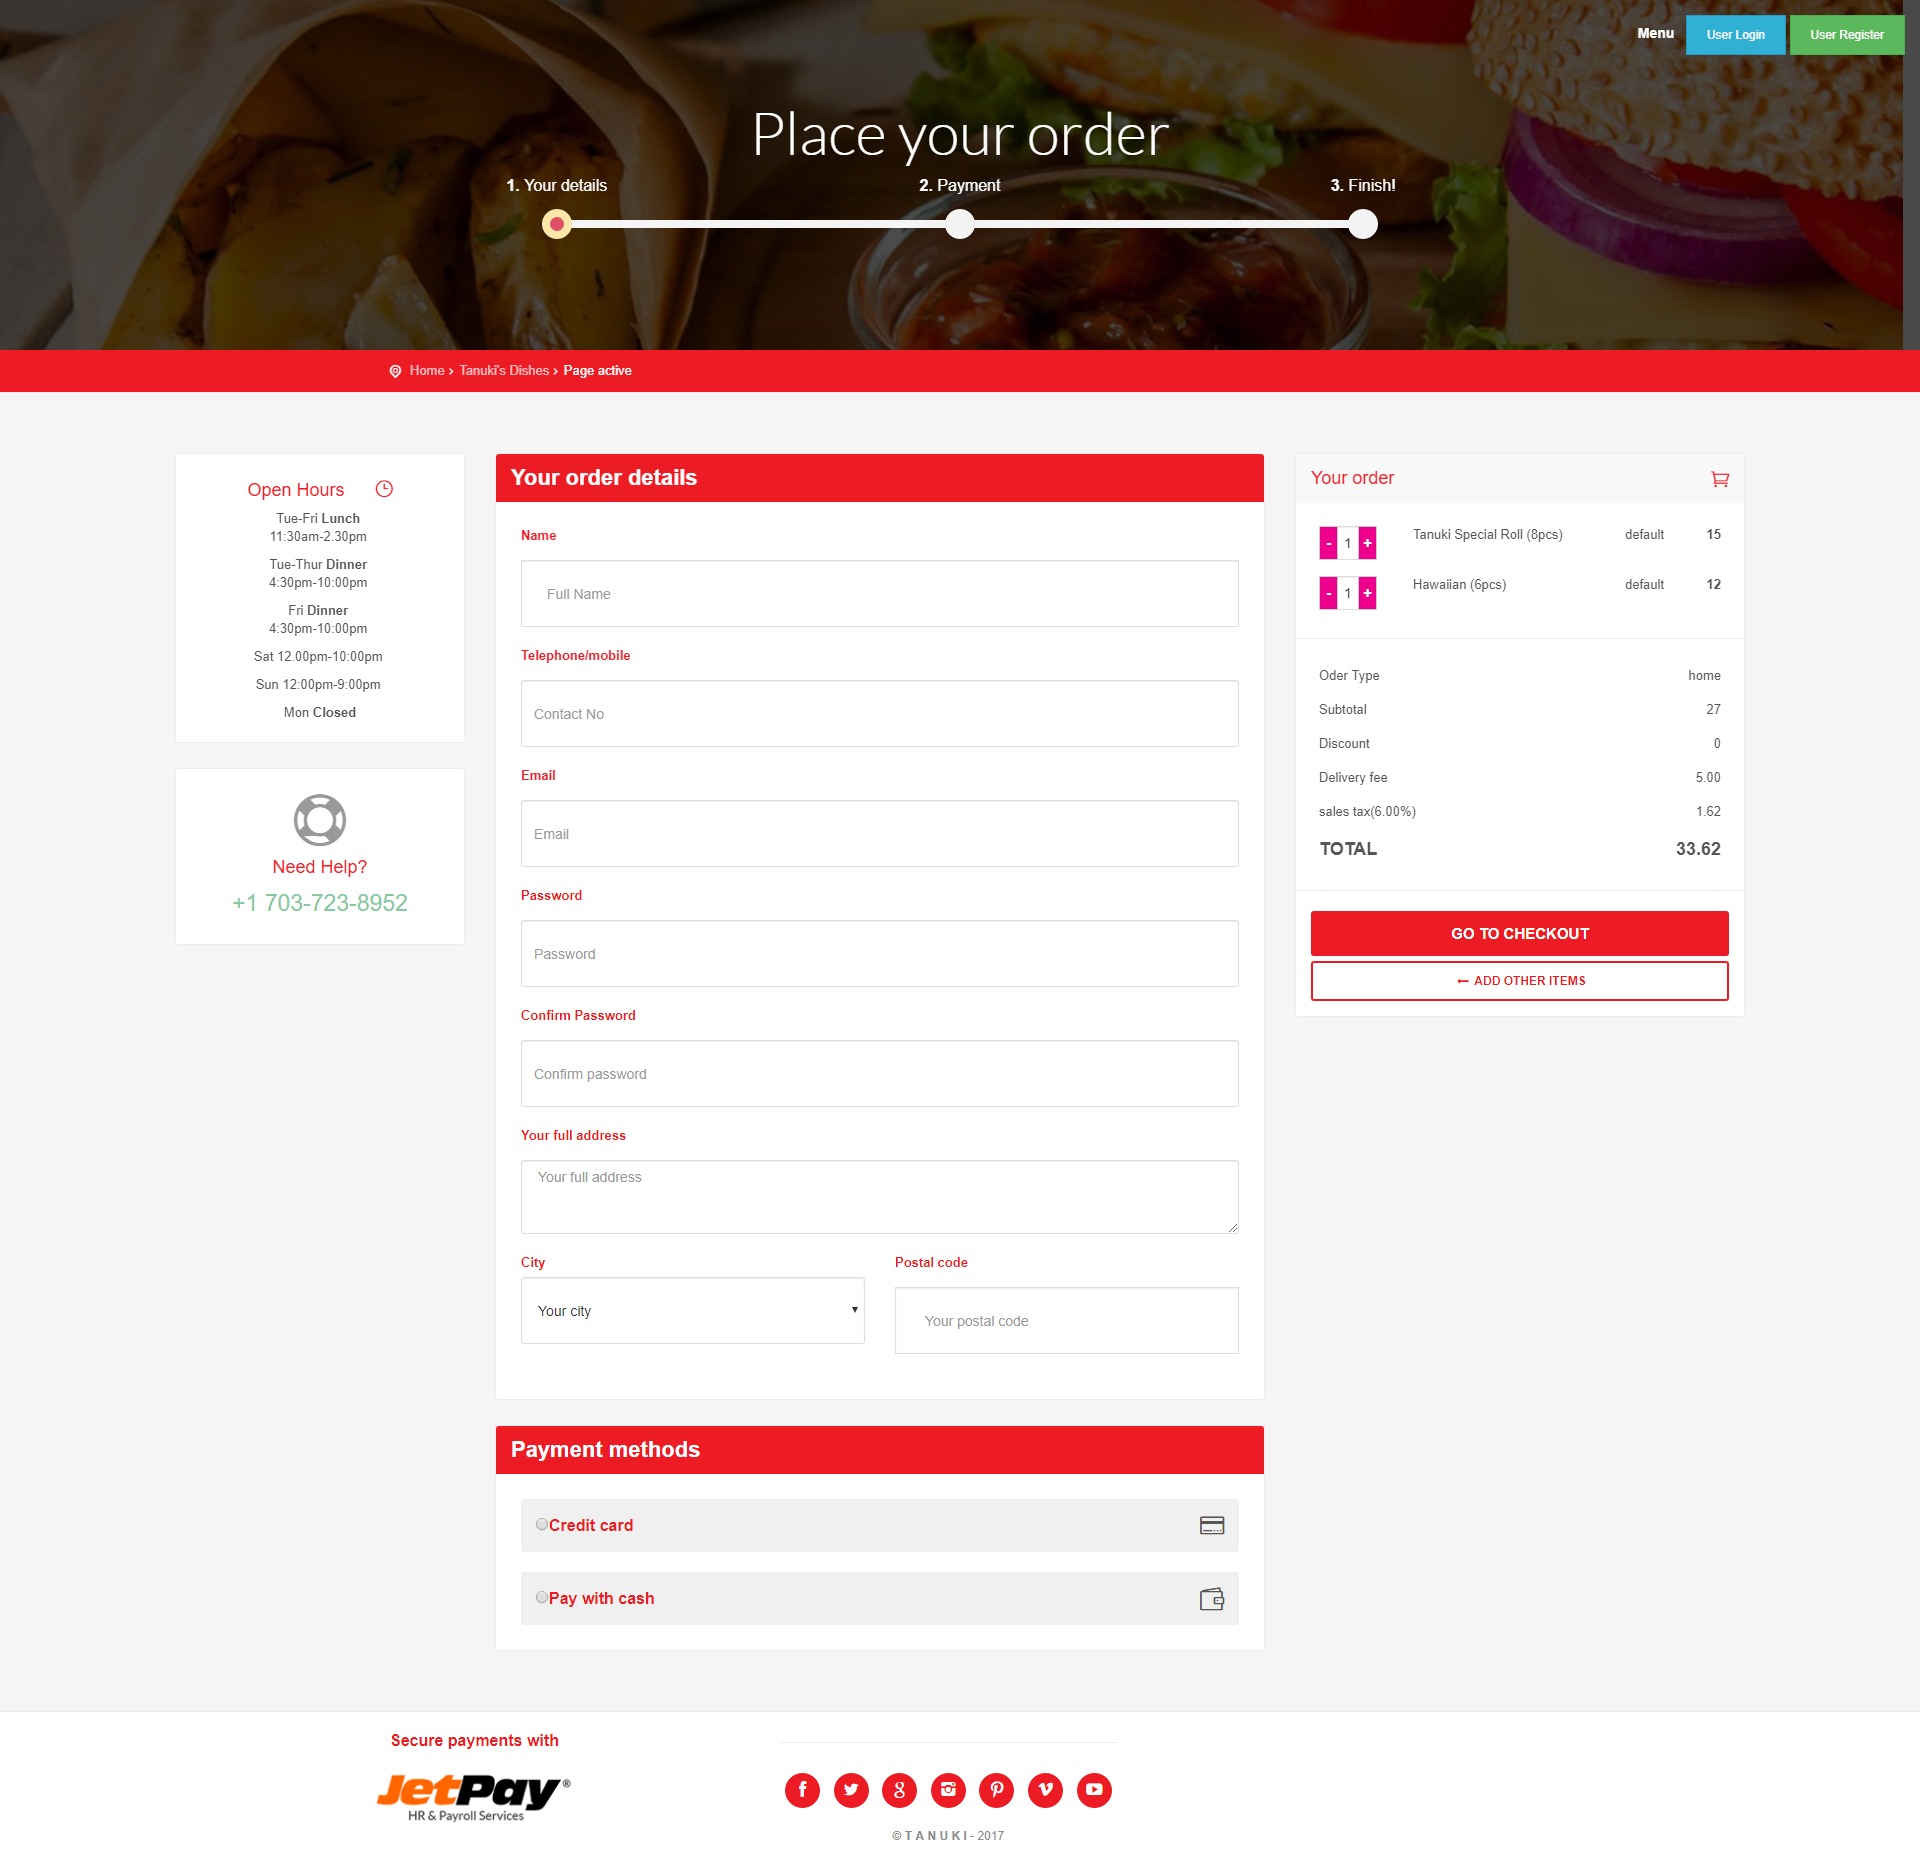 Menu
User Login
User Register
Place your order
1. Your details
2. Payment
3. Finish!
Home › Tanuki's Dishes › Page active
Open Hours
Tue-Fri Lunch
11:30am-2.30pm
Tue-Thur Dinner
4:30pm-10:00pm
Fri Dinner
4:30pm-10:00pm
Sat 12.00pm-10:00pm
Sun 12:00pm-9:00pm
Mon Closed
Need Help?
+1 703-723-8952
Your order details
Name
Full Name
Telephone/mobile
Contact No
Email
Email
Password
Password
Confirm Password
Confirm password
Your full address
Your full address
City
Postal code
Your city
Your postal code
Payment methods
Credit card
Pay with cash
Your order
- 1 + Tanuki Special Roll (8pcs) default 15
- 1 + Hawaiian (6pcs) default 12
Oder Type home
Subtotal 27
Discount 0
Delivery fee 5.00
sales tax(6.00%) 1.62
TOTAL 33.62
GO TO CHECKOUT
← ADD OTHER ITEMS
Secure payments with
JetPay®
HR & Payroll Services
© T A N U K I - 2017